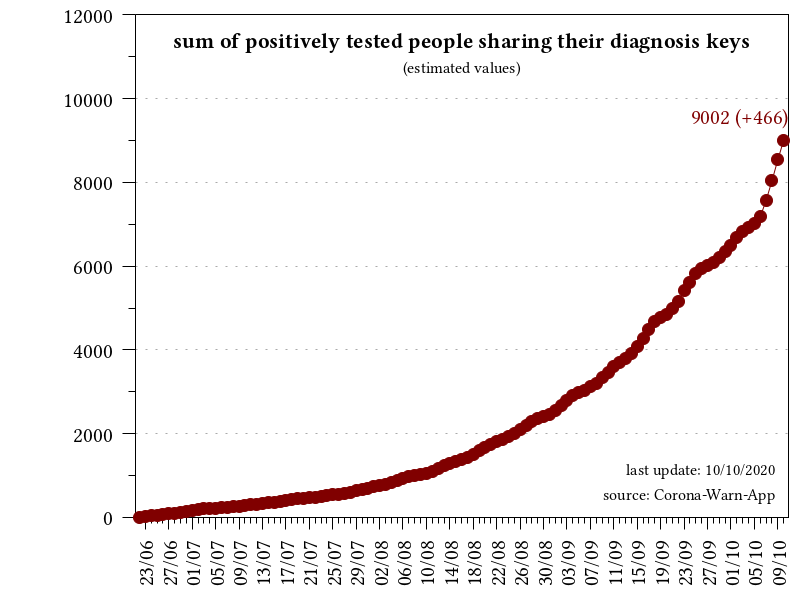 sum of positively tested people sharing their diagnosis keys
(estimated values)
12000
10000
8000
6000
4000
2000
0
9002 (+466)
last update: 10/10/2020
source: Corona-Warn-App
23/06 27/06 01/07 05/07 09/07 13/07 17/07 21/07 25/07 29/07 02/08 06/08 10/08 14/08 18/08 22/08 26/08 30/08 03/09 07/09 11/09 15/09 19/09 23/09 27/09 01/10 05/10 09/10